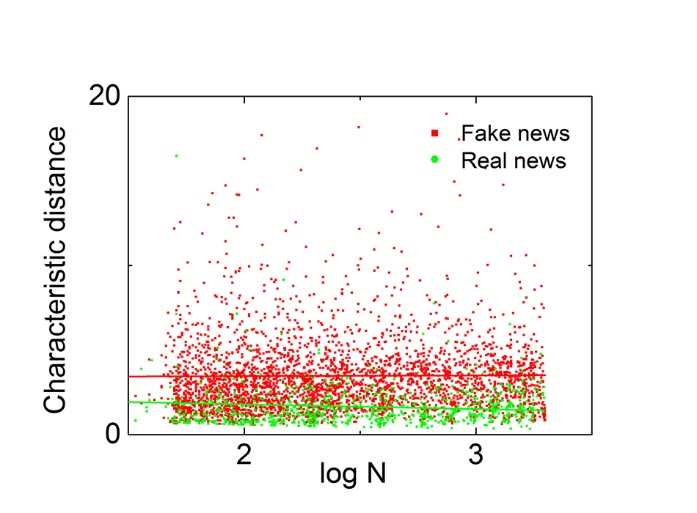 20
Fake news
Real news
Characteristic distance
0
2
3
log N